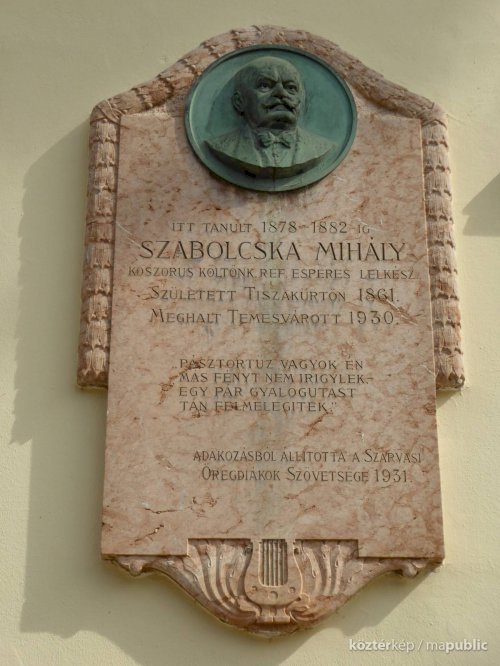 ITT TANULT 1878–1882 IG
SZABOLCSKA MIHÁLY
KOSZORUS KÖLTŐNK REF. ESPERES LELKÉSZ.
SZÜLETETT TISZAKÜRTÖN 1861.
MEGHALT TEMESVÁROTT 1930.
„PÁSZTORTŰZ VAGYOK ÉN
MÁS FÉNYT NEM IRIGYLEK.–
EGY PÁR GYALOGUTAST
TÁN FELMELEGITEK."
ADAKOZÁSBÓL ÁLLITOTTA A SZARVASI
ÖREGDIÁKOK SZÖVETSÉGE 1931.
köztérkép / mapublic